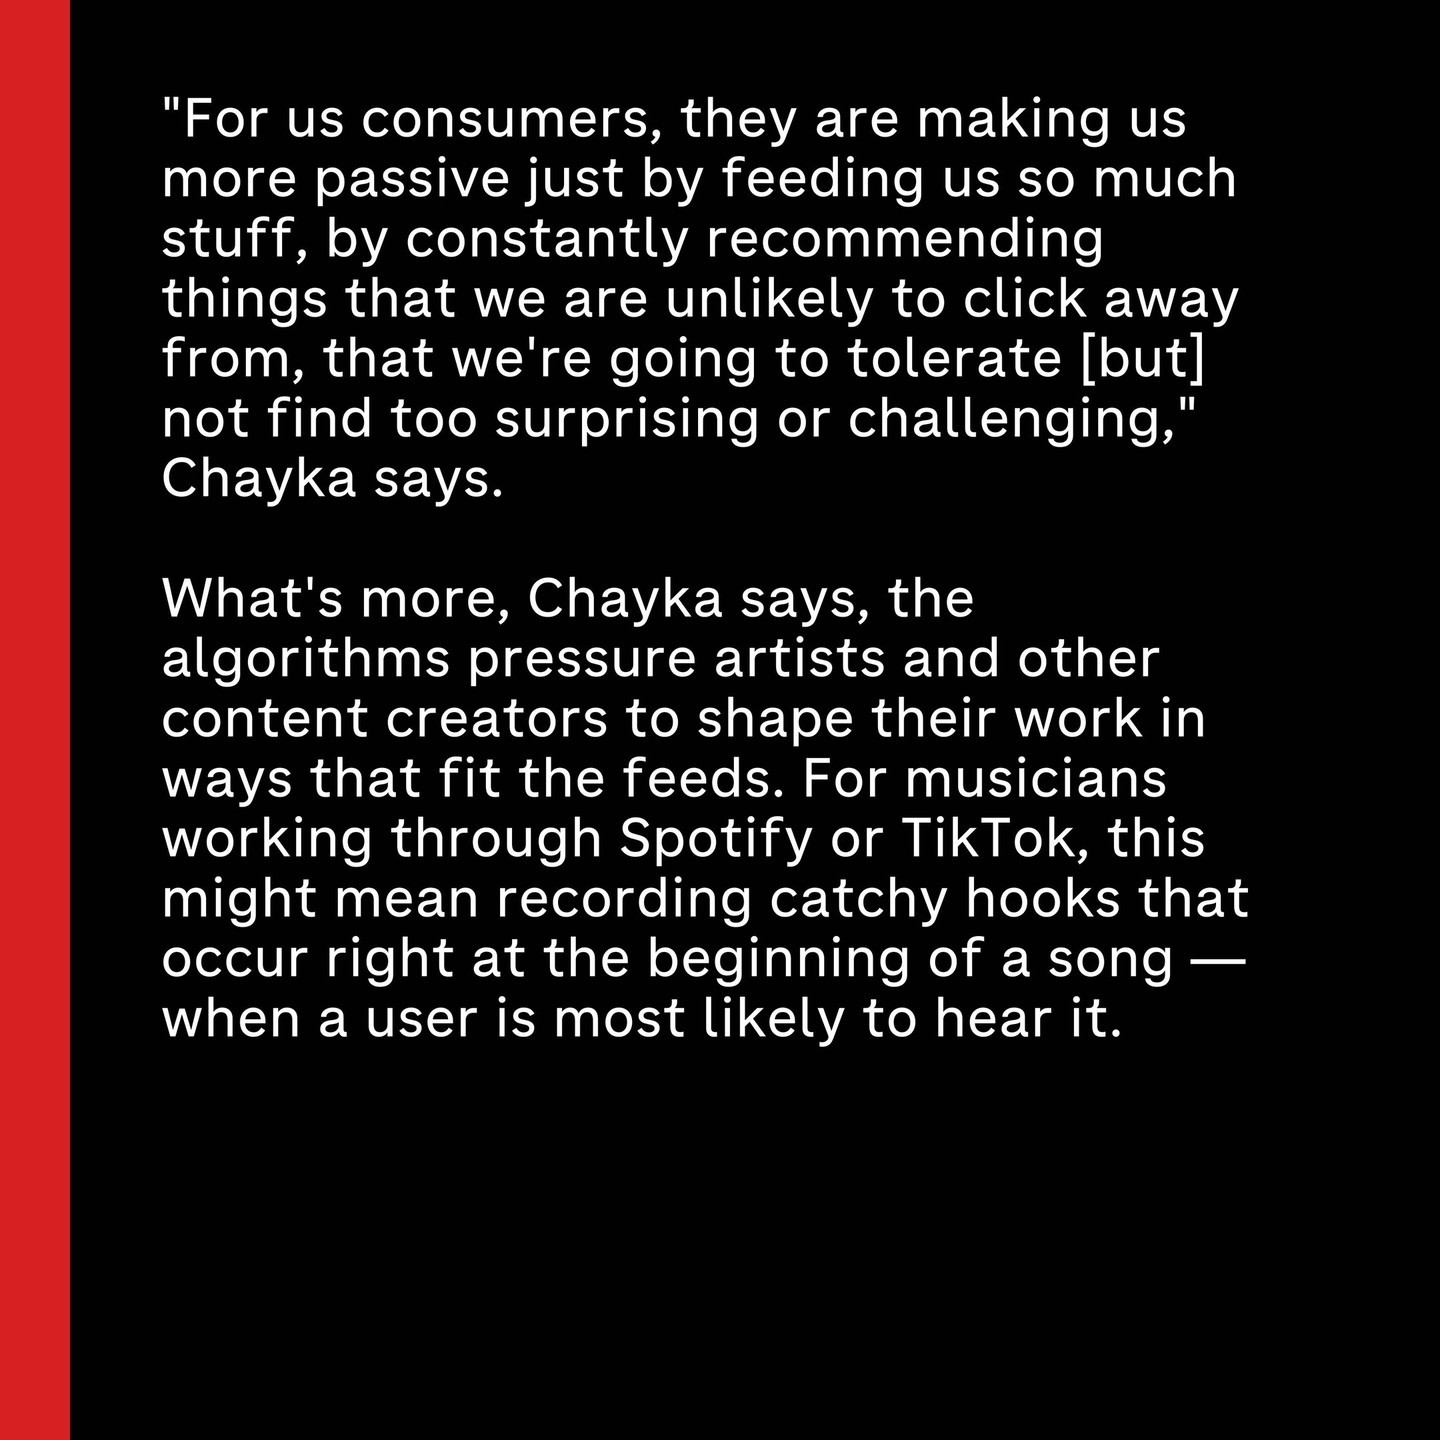 "For us consumers, they are making us
more passive just by feeding us so much
stuff, by constantly recommending
things that we are unlikely to click away
from, that we're going to tolerate [but]
not find too surprising or challenging,"
Chayka says.
What's more, Chayka says, the
algorithms pressure artists and other
content creators to shape their work in
ways that fit the feeds. For musicians
working through Spotify or TikTok, this
might mean recording catchy hooks that
occur right at the beginning of a song —
when a user is most likely to hear it.